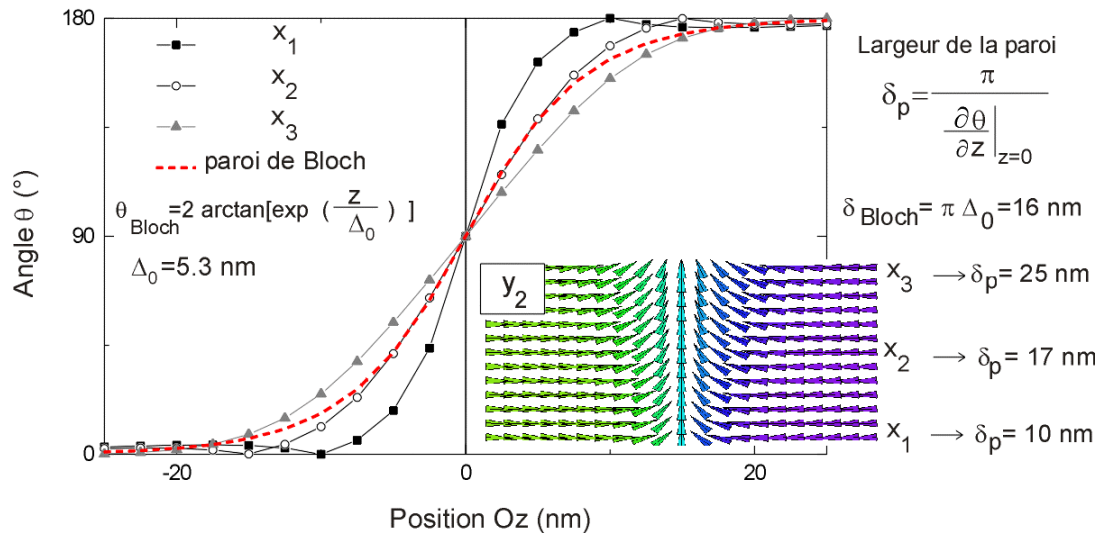 180
90
0
Angle θ (°)
-20
0
20
Position Oz (nm)
x₁
x₂
x₃
paroi de Bloch
θ_Bloch=2 arctan[exp (z/Δ₀) ]
Δ₀=5.3 nm
Largeur de la paroi
δₚ=π/(∂θ/∂z|z=0)
δ_Bloch= π Δ₀=16 nm
y₂
x₃ →δₚ= 25 nm
x₂ →δₚ= 17 nm
x₁ →δₚ= 10 nm